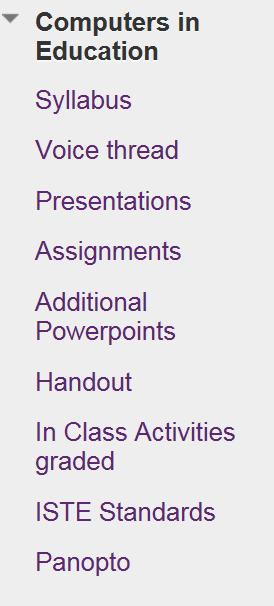 Computers in
Education
Syllabus
Voice thread
Presentations
Assignments
Additional
Powerpoints
Handout
In Class Activities
graded
ISTE Standards
Panopto